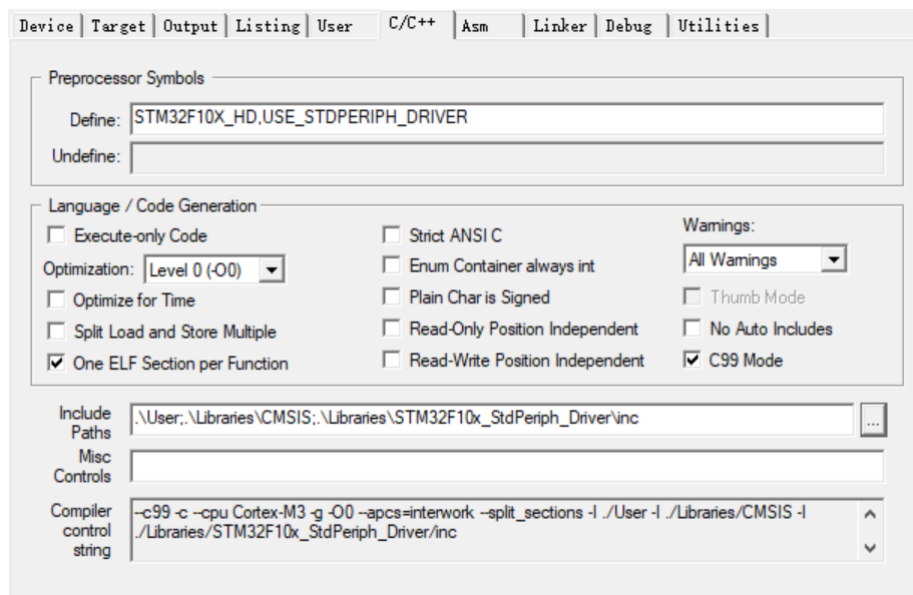 Device Target Output Listing User C/C++ Asm Linker Debug Utilities
Preprocessor Symbols
Define: STM32F10X_HD,USE_STDPERIPH_DRIVER
Undefine:
Language / Code Generation
Execute-only Code
Strict ANSI C
Warnings:
Optimization: Level 0 (-O0)
Enum Container always int
All Warnings
Optimize for Time
Plain Char is Signed
Thumb Mode
Split Load and Store Multiple
Read-Only Position Independent
No Auto Includes
One ELF Section per Function
Read-Write Position Independent
C99 Mode
Include
Paths
.\User;.\Libraries\CMSIS;.\Libraries\STM32F10x_StdPeriph_Driver\inc
...
Misc
Controls
Compiler
control
string
--c99 -c --cpu Cortex-M3 -g -O0 --apcs=interwork --split_sections -I ./User -I ./Libraries/CMSIS -I
./Libraries/STM32F10x_StdPeriph_Driver/inc